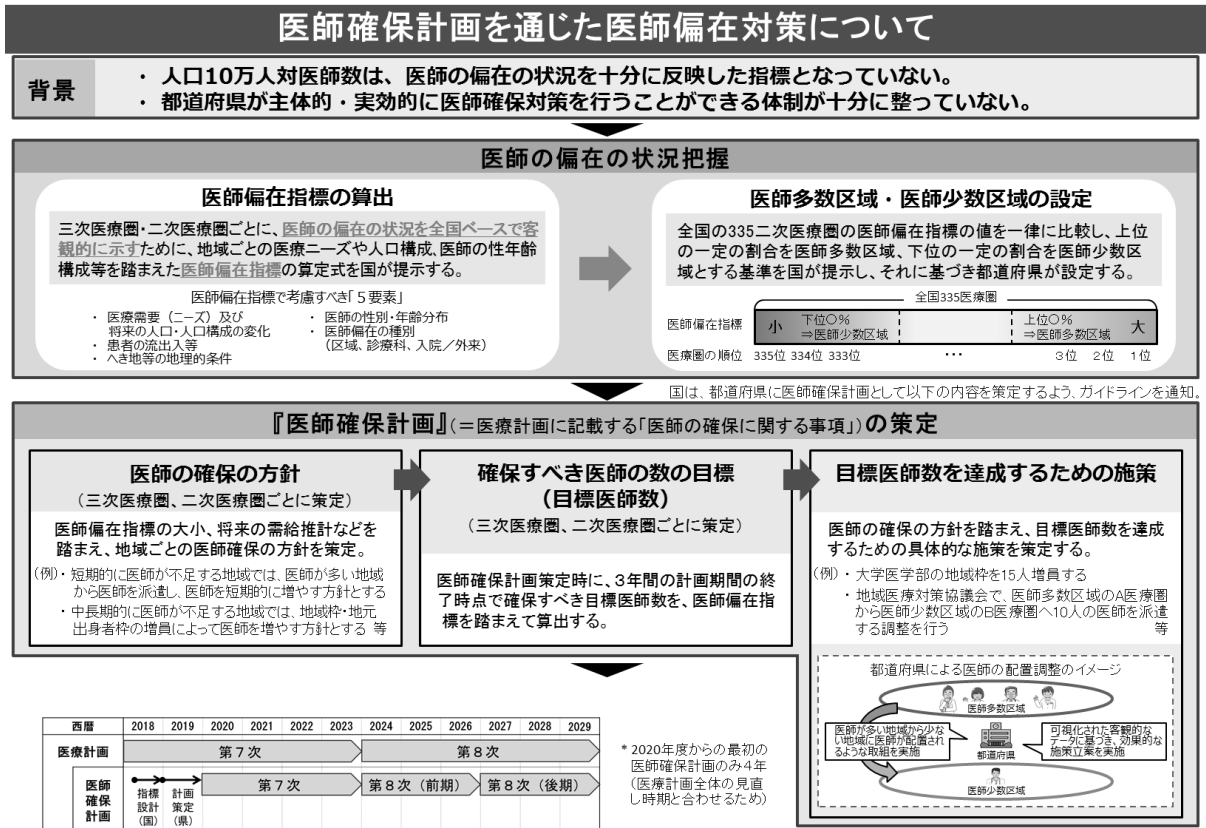 医師確保計画を通じた医師偏在対策について
背景
・ 人口10万人対医師数は、医師の偏在の状況を十分に反映した指標となっていない。
・ 都道府県が主体的・実効的に医師確保対策を行うことができる体制が十分に整っていない。
医師の偏在の状況把握
医師偏在指標の算出
三次医療圏・二次医療圏ごとに、医師の偏在の状況を全国ベースで客
観的に示すために、地域ごとの医療ニーズや人口構成、医師の性年齢
構成等を踏まえた医師偏在指標の算定式を国が提示する。
医師偏在指標で考慮すべき「5要素」
・ 医療需要（ニーズ）及び
将来の人口・人口構成の変化
・ 患者の流出入等
・ へき地等の地理的条件
・ 医師の性別・年齢分布
・ 医師偏在の種別
（区域、診療科、入院／外来）
医師多数区域・医師少数区域の設定
全国の335二次医療圏の医師偏在指標の値を一律に比較し、上位
の一定の割合を医師多数区域、下位の一定の割合を医師少数区
域とする基準を国が提示し、それに基づき都道府県が設定する。
全国335医療圏
医師偏在指標
小
下位〇%
⇒医師少数区域
上位〇%
⇒医師多数区域
大
医療圏の順位 335位 334位 333位 … 3位 2位 1位
国は、都道府県に医師確保計画として以下の内容を策定するよう、ガイドラインを通知。
『医師確保計画』（＝医療計画に記載する「医師の確保に関する事項」）の策定
医師の確保の方針
（三次医療圏、二次医療圏ごとに策定）
医師偏在指標の大小、将来の需給推計などを
踏まえ、地域ごとの医師確保の方針を策定。
（例）・ 短期的に医師が不足する地域では、医師が多い地域
から医師を派遣し、医師を短期的に増やす方針とする
・ 中長期的に医師が不足する地域では、地域枠・地元
出身者枠の増員によって医師を増やす方針とする 等
確保すべき医師の数の目標
（目標医師数）
（三次医療圏、二次医療圏ごとに策定）
医師確保計画策定時に、3年間の計画期間の終
了時点で確保すべき目標医師数を、医師偏在指
標を踏まえて算出する。
目標医師数を達成するための施策
医師の確保の方針を踏まえ、目標医師数を達成
するための具体的な施策を策定する。
（例）・ 大学医学部の地域枠を15人増員する
・ 地域医療対策協議会で、医師多数区域のA医療圏
から医師少数区域のB医療圏へ10人の医師を派遣
する調整を行う 等
都道府県による医師の配置調整のイメージ
医師多数区域
医師が多い地域から少な
い地域に医師が配置され
るような取組を実施
都道府県
可視化された客観的な
データに基づき、効果的な
施策立案を実施
医師少数区域
西暦 2018 2019 2020 2021 2022 2023 2024 2025 2026 2027 2028 2029
医療計画 第7次 第8次
医師
確保
計画
指標
設計
（国）
計画
策定
（県）
第7次 第8次（前期） 第8次（後期）
* 2020年度からの最初の
医師確保計画のみ4年
（医療計画全体の見直
し時期と合わせるため）